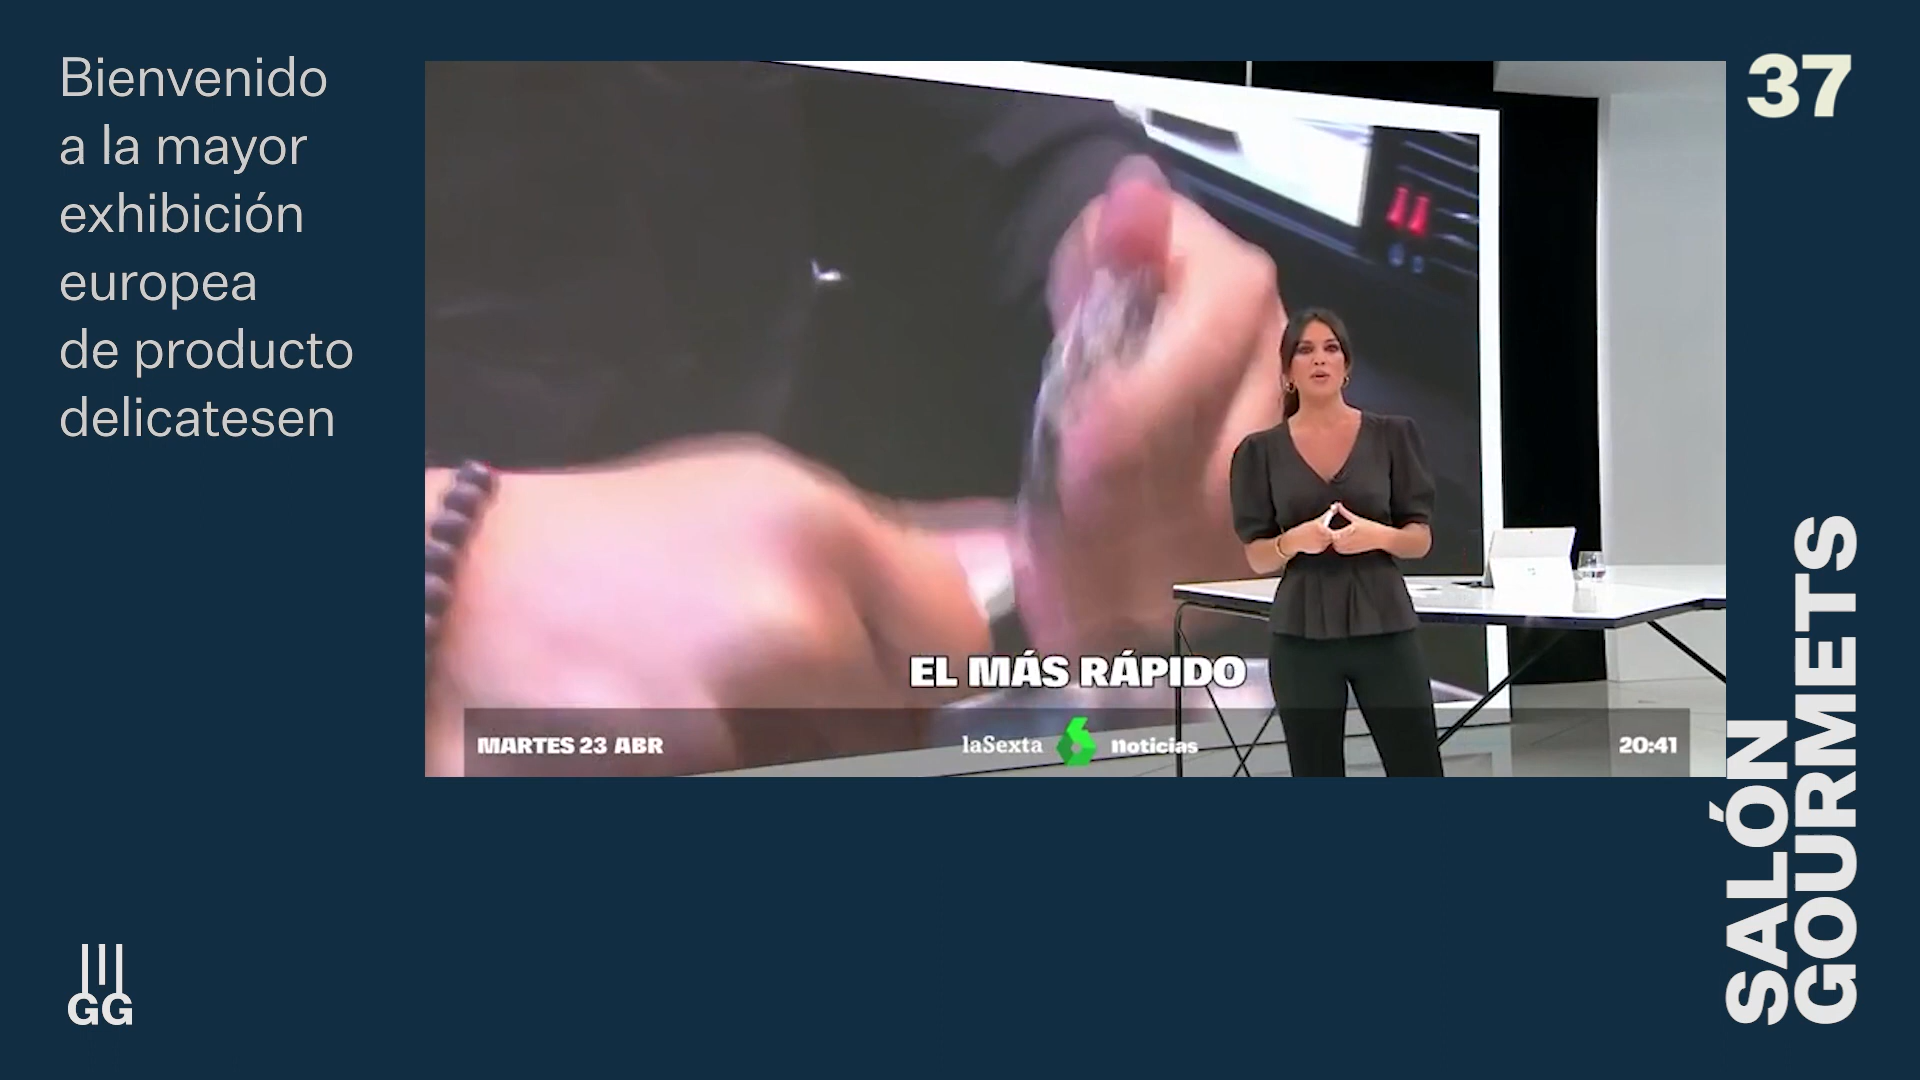 Bienvenido
a la mayor
exhibición
europea
de producto
delicatesen
37
EL MÁS RÁPIDO
MARTES 23 ABR
laSexta noticias
20:41
SALÓN
GOURMETS
GG